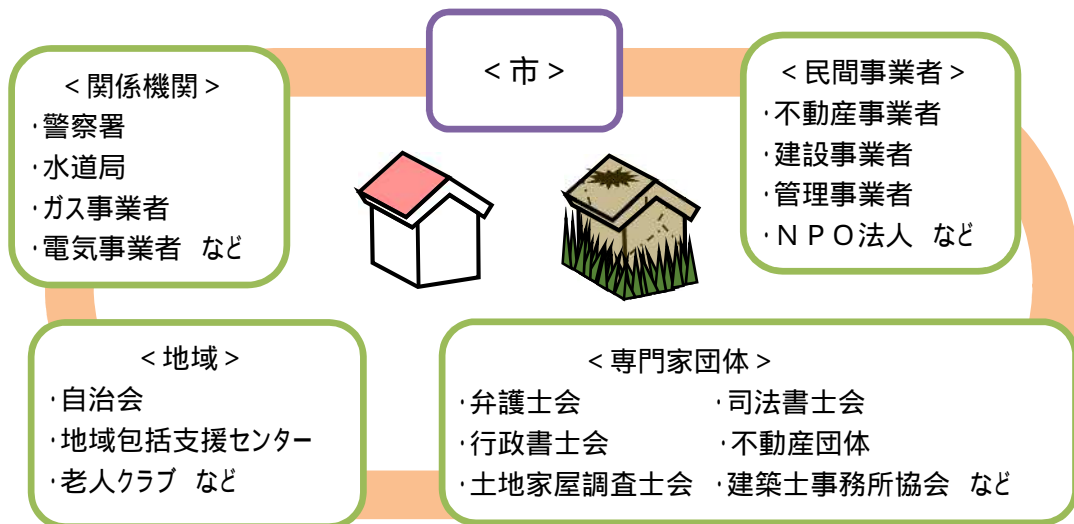 ＜市＞
＜関係機関＞
・警察署
・水道局
・ガス事業者
・電気事業者 など
＜民間事業者＞
・不動産事業者
・建設事業者
・管理事業者
・ＮＰＯ法人 など
＜地域＞
・自治会
・地域包括支援センター
・老人クラブ など
＜専門家団体＞
・弁護士会 ・司法書士会
・行政書士会 ・不動産団体
・土地家屋調査士会 ・建築士事務所協会 など